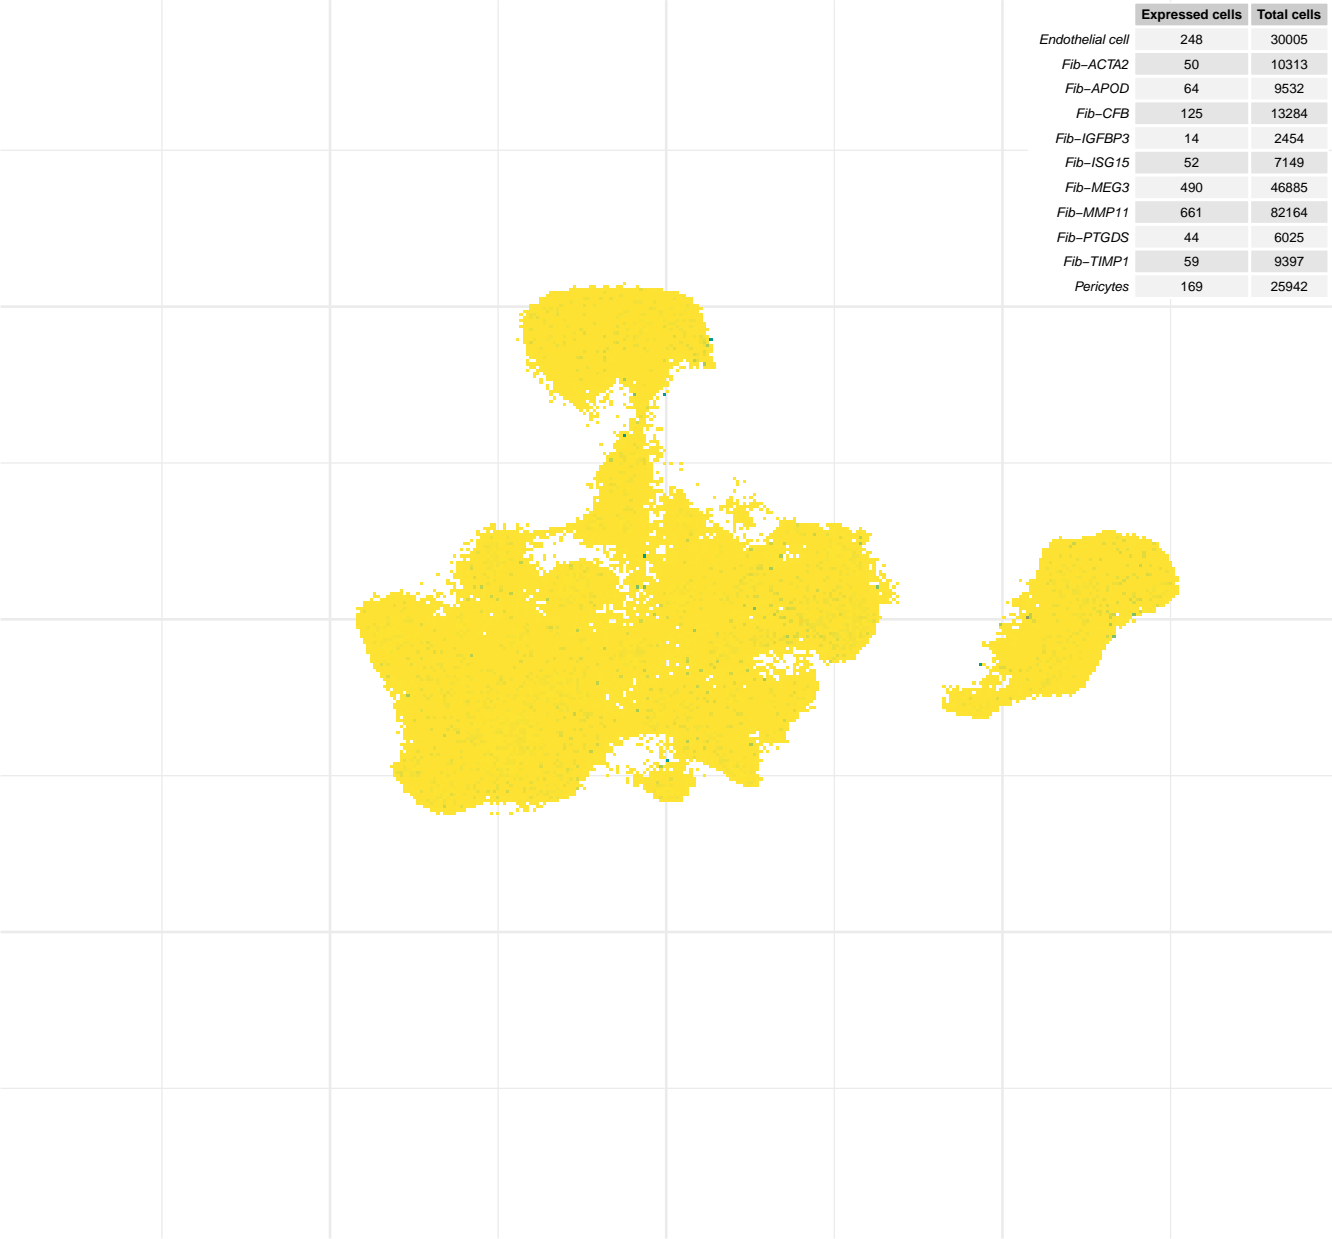 Expressed cells Total cells
Endothelial cell 248 30005
Fib−ACTA2 50 10313
Fib−APOD 64 9532
Fib−CFB 125 13284
Fib−IGFBP3 14 2454
Fib−ISG15 52 7149
Fib−MEG3 490 46885
Fib−MMP11 661 82164
Fib−PTGDS 44 6025
Fib−TIMP1 59 9397
Pericytes 169 25942